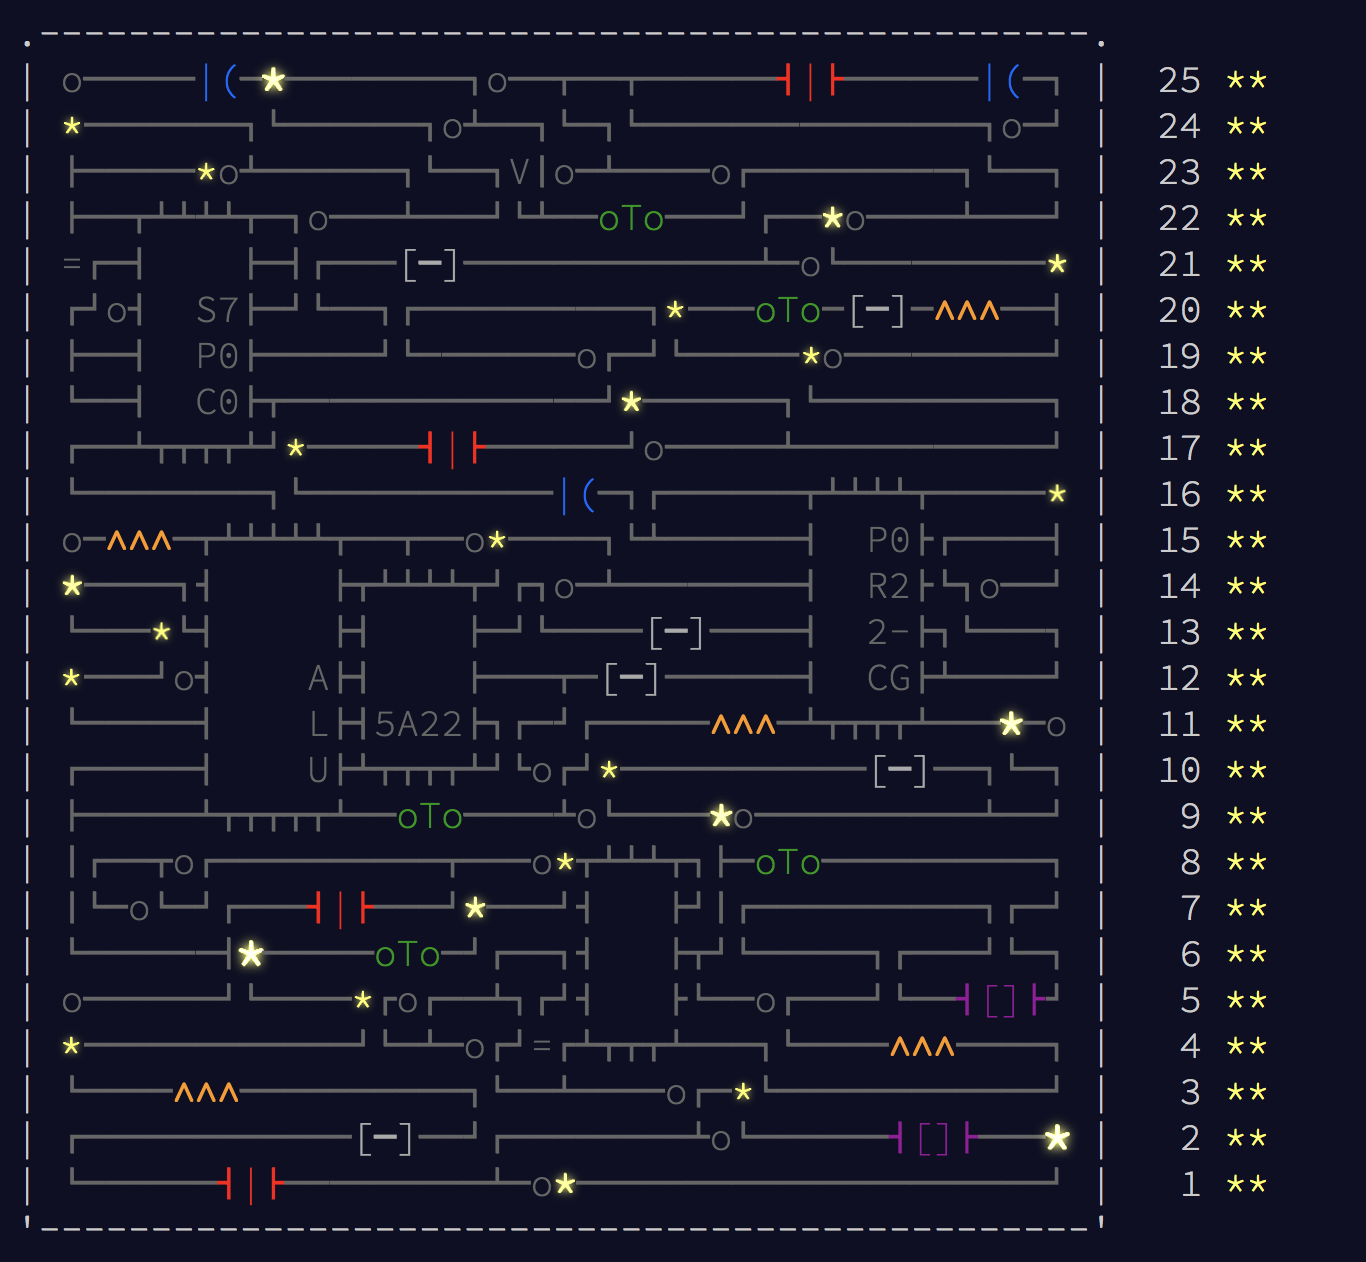 25 **
24 **
V 23 **
oTo 22 **
= [-] 21 **
S7 oTo [-] ^^^ 20 **
P0 19 **
C0 18 **
17 **
16 **
^^^ P0 15 **
R2 14 **
[-] 2- 13 **
A [-] CG 12 **
L 5A22 ^^^ 11 **
U [-] 10 **
oTo 9 **
oTo 8 **
7 **
oTo 6 **
[] 5 **
= ^^^ 4 **
^^^ 3 **
[-] [] 2 **
1 **